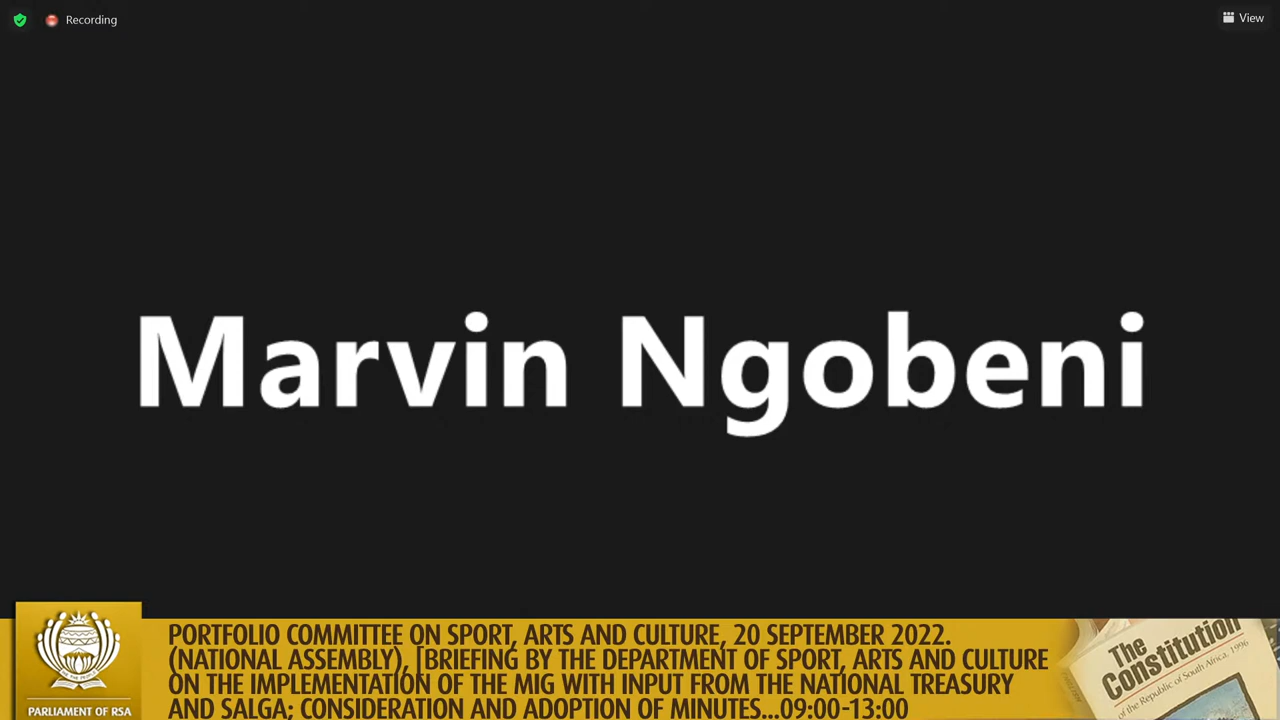 Recording
View
Marvin Ngobeni
PORTFOLIO COMMITTEE ON SPORT, ARTS AND CULTURE, 20 SEPTEMBER 2022.
(NATIONAL ASSEMBLY), [BRIEFING BY THE DEPARTMENT OF SPORT, ARTS AND CULTURE
ON THE IMPLEMENTATION OF THE MIG WITH INPUT FROM THE NATIONAL TREASURY
AND SALGA; CONSIDERATION AND ADOPTION OF MINUTES...09:00-13:00
PARLIAMENT OF RSA
The
Constitution
of the Republic of South Africa, 1996